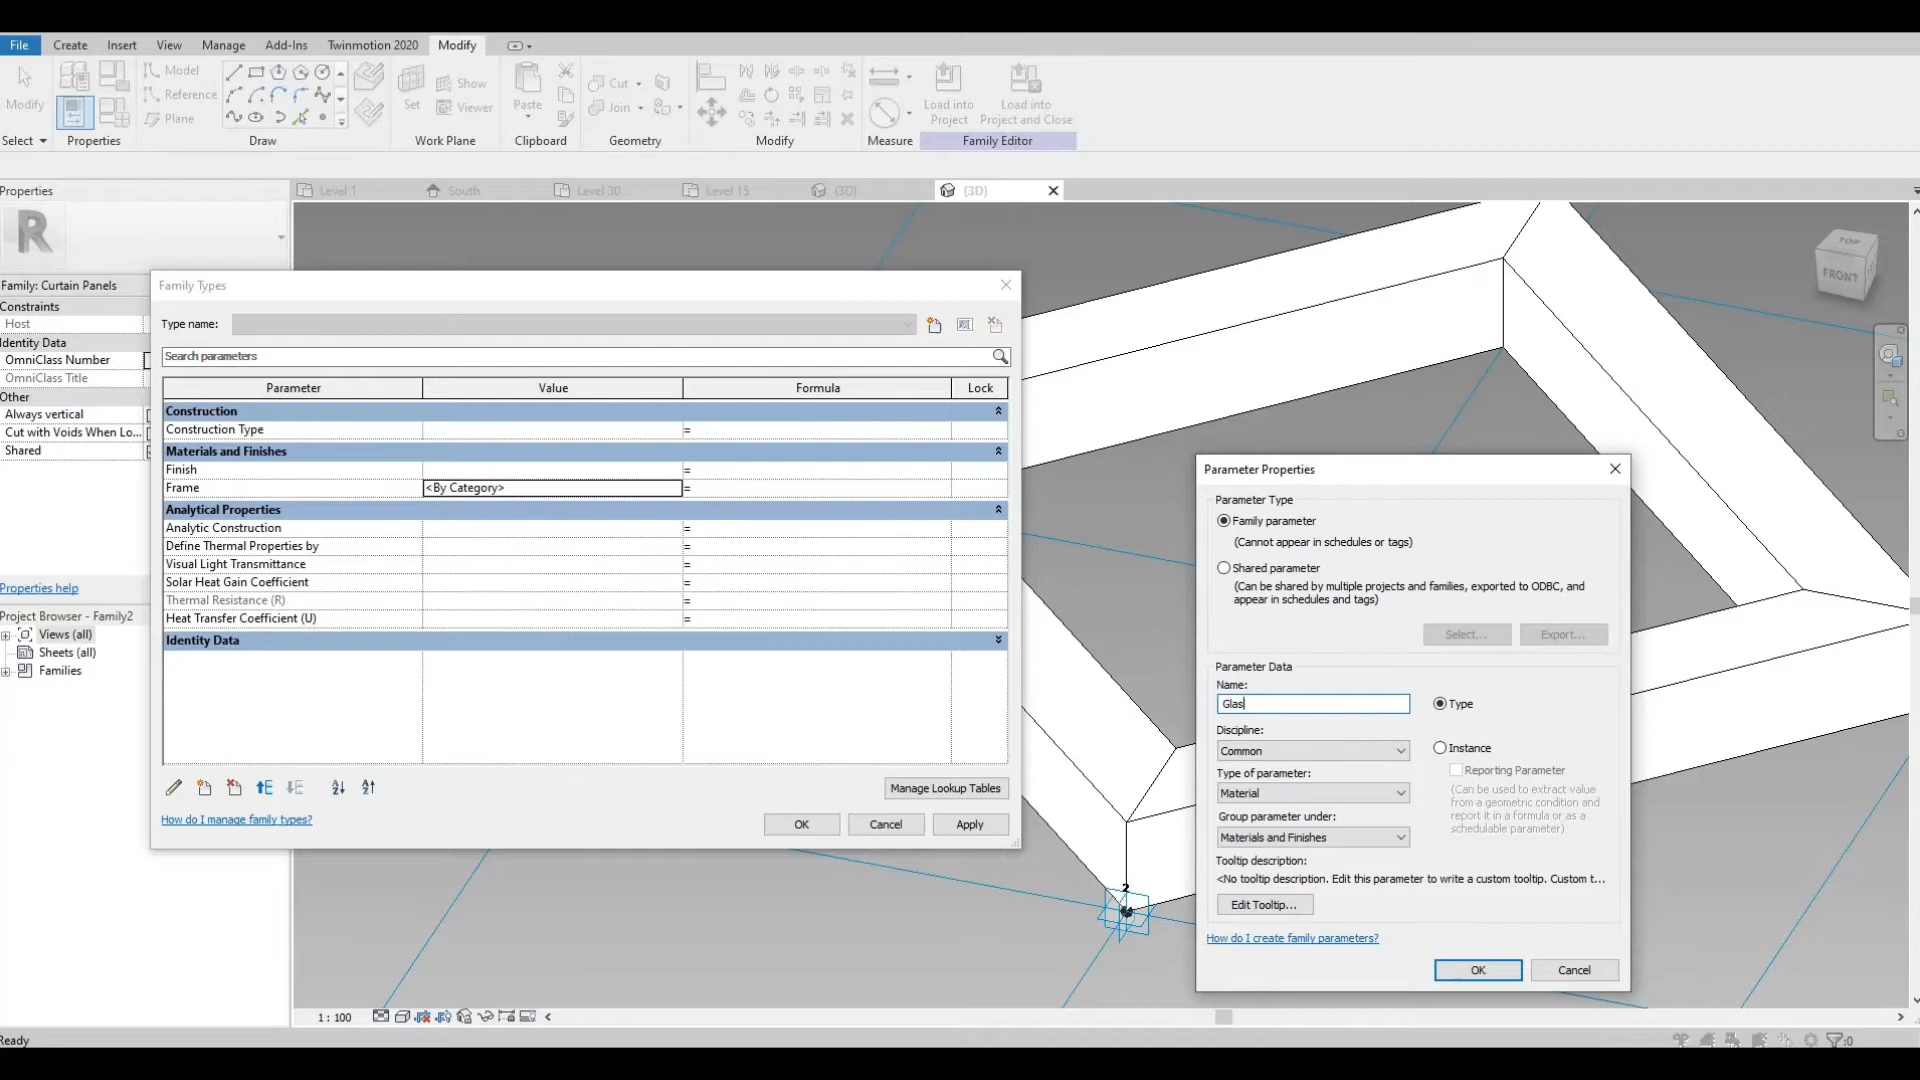 File Create Insert View Manage Add-Ins Twinmotion 2020 Modify
Modify
Select
Properties
Model
Reference
Plane
Draw
Set
Show
Viewer
Work Plane
Paste
Clipboard
Cut
Join
Geometry
Modify
Measure
Load into
Project
Load into
Project and Close
Family Editor
Properties
Level 1
South
Level 30
Level 15
(3D)
(3D)
R
Family: Curtain Panels
Constraints
Host
Identity Data
OmniClass Number
OmniClass Title
Other
Always vertical
Cut with Voids When Lo...
Shared
Properties help
Project Browser - Family2
Views (all)
Sheets (all)
Families
TOP
FRONT
Family Types
Type name:
Search parameters
Parameter Value Formula Lock
Construction
Construction Type =
Materials and Finishes
Finish =
Frame <By Category> =
Analytical Properties
Analytic Construction =
Define Thermal Properties by =
Visual Light Transmittance =
Solar Heat Gain Coefficient =
Thermal Resistance (R) =
Heat Transfer Coefficient (U) =
Identity Data
Manage Lookup Tables
How do I manage family types?
OK Cancel Apply
Parameter Properties
Parameter Type
Family parameter
(Cannot appear in schedules or tags)
Shared parameter
(Can be shared by multiple projects and families, exported to ODBC, and
appear in schedules and tags)
Select... Export...
Parameter Data
Name:
Glas
Type
Discipline:
Common
Instance
Type of parameter:
Reporting Parameter
Material
(Can be used to extract value
from a geometric condition and
report it in a formula or as a
schedulable parameter)
Group parameter under:
Materials and Finishes
Tooltip description:
<No tooltip description. Edit this parameter to write a custom tooltip. Custom t...
Edit Tooltip...
How do I create family parameters?
OK Cancel
2
1 : 100
Ready
:0